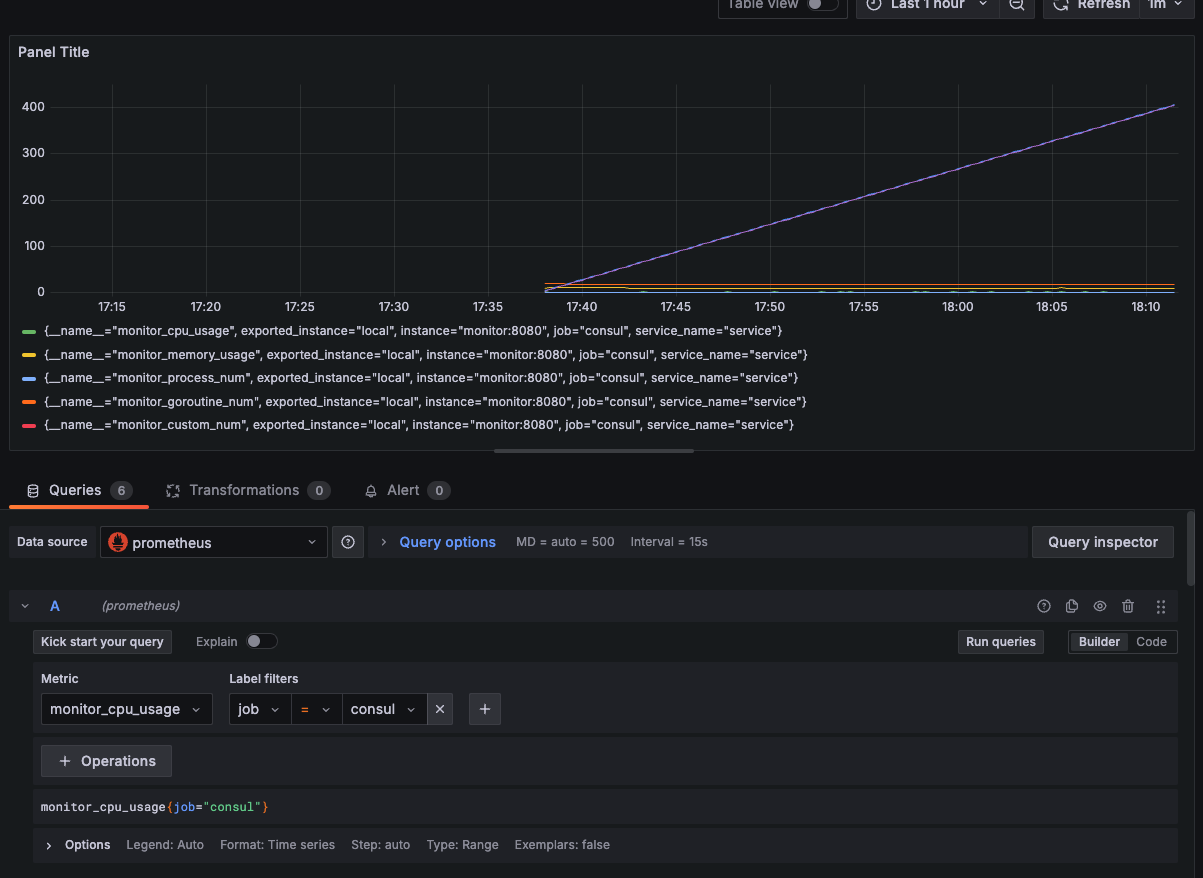 Table view Last 1 hour Refresh 1m
Panel Title
400
300
200
100
0
17:15 17:20 17:25 17:30 17:35 17:40 17:45 17:50 17:55 18:00 18:05 18:10
{__name__="monitor_cpu_usage", exported_instance="local", instance="monitor:8080", job="consul", service_name="service"}
{__name__="monitor_memory_usage", exported_instance="local", instance="monitor:8080", job="consul", service_name="service"}
{__name__="monitor_process_num", exported_instance="local", instance="monitor:8080", job="consul", service_name="service"}
{__name__="monitor_goroutine_num", exported_instance="local", instance="monitor:8080", job="consul", service_name="service"}
{__name__="monitor_custom_num", exported_instance="local", instance="monitor:8080", job="consul", service_name="service"}
Queries 6 Transformations 0 Alert 0
Data source prometheus Query options MD = auto = 500 Interval = 15s Query inspector
A (prometheus)
Kick start your query Explain Run queries Builder Code
Metric Label filters
monitor_cpu_usage job = consul
+ Operations
monitor_cpu_usage{job="consul"}
Options Legend: Auto Format: Time series Step: auto Type: Range Exemplars: false